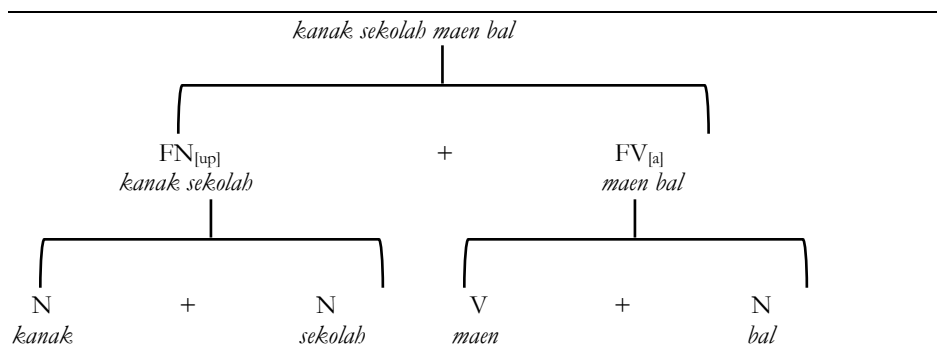 kanak sekolah maen bal
FN[up] + FV[a]
kanak sekolah maen bal
N + N V + N
kanak sekolah maen bal